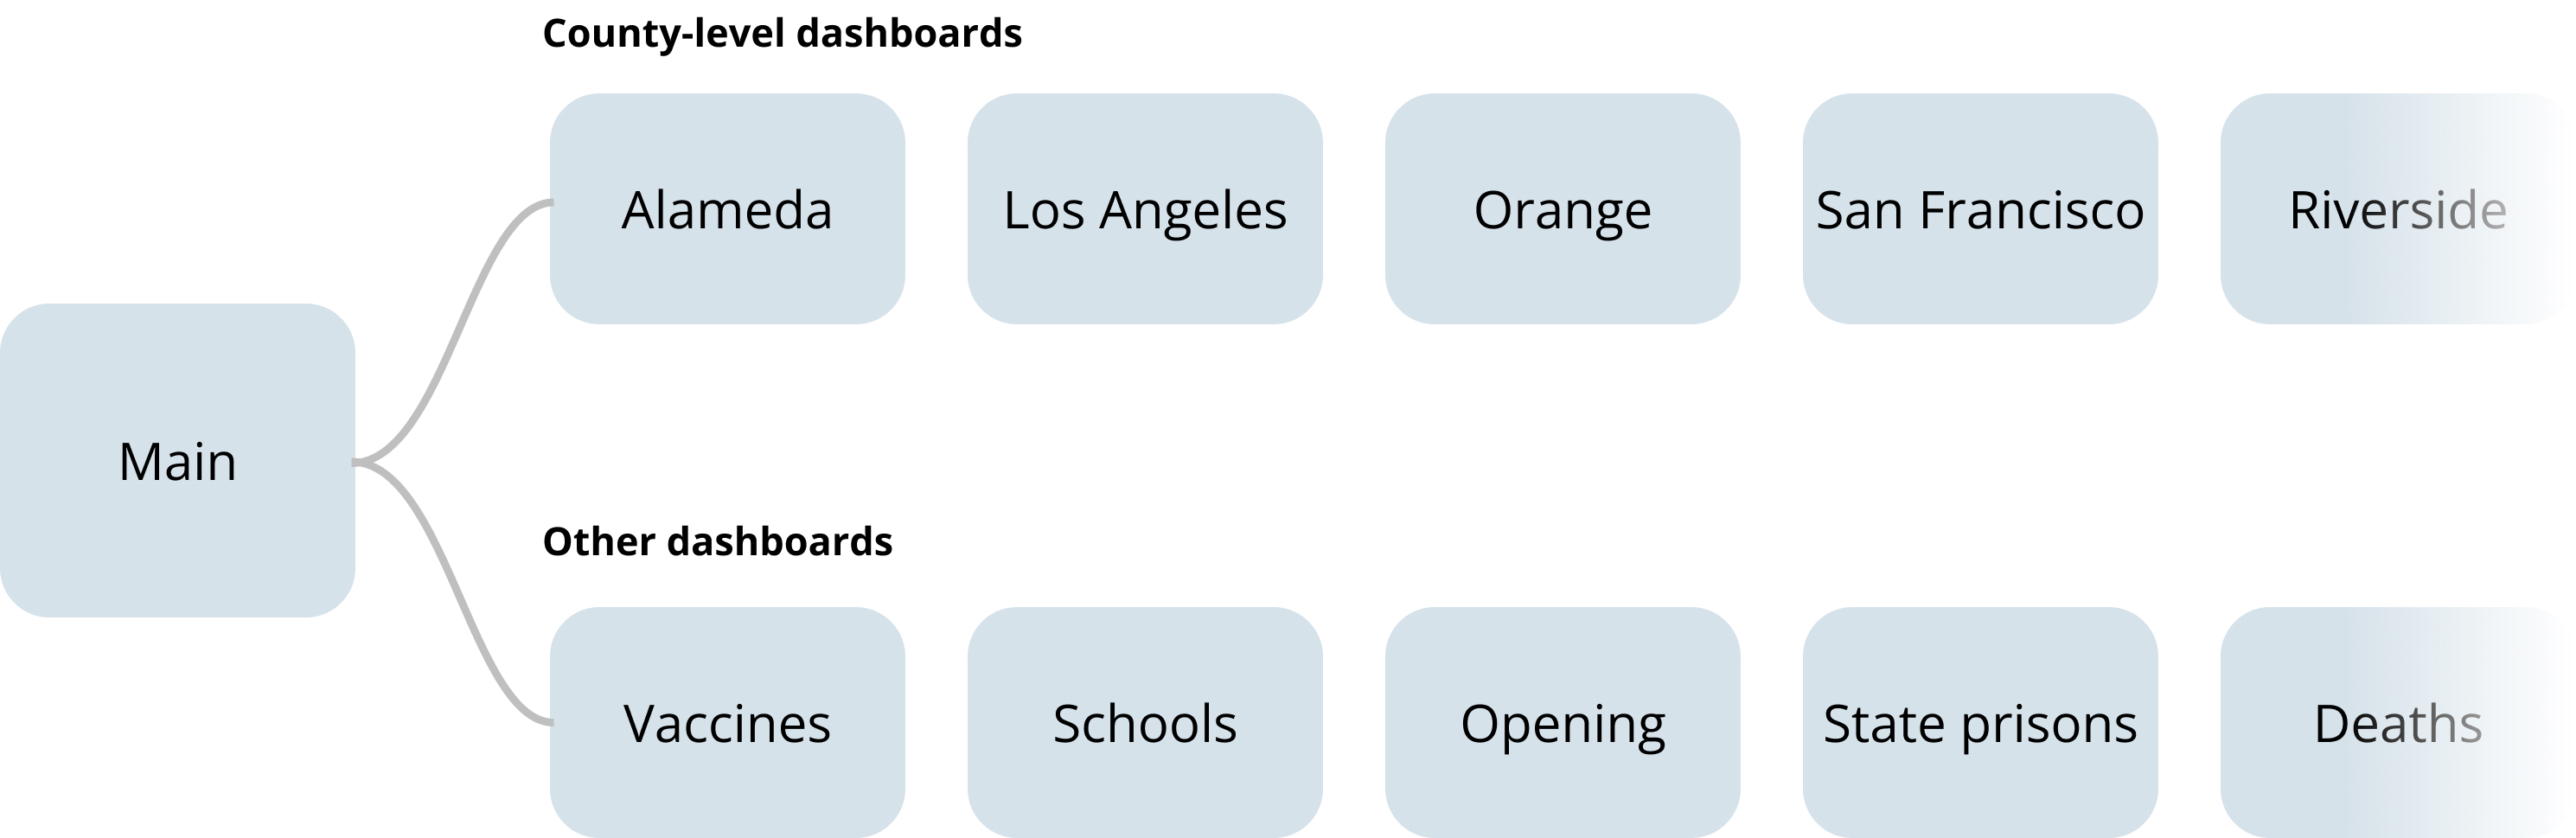 County-level dashboards
Alameda
Los Angeles
Orange
San Francisco
Riverside
Main
Other dashboards
Vaccines
Schools
Opening
State prisons
Deaths